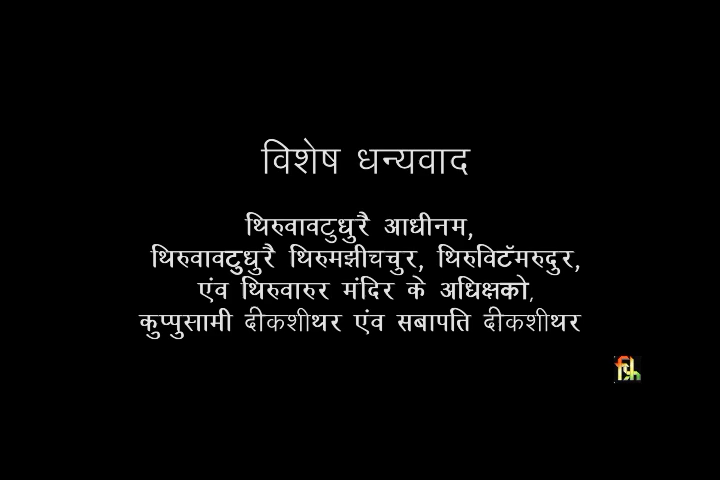 विशेष धन्यवाद
थिरुवावटुधुरै आधीनम,
थिरुवावटुधुरै थिरुमझीचचुर, थिरुविटॅमरुदुर,
एंव थिरुवारुर मंदिर के अधिक्षको,
कुप्पुसामी दीकशीथर एंव सबापति दीकशीथर